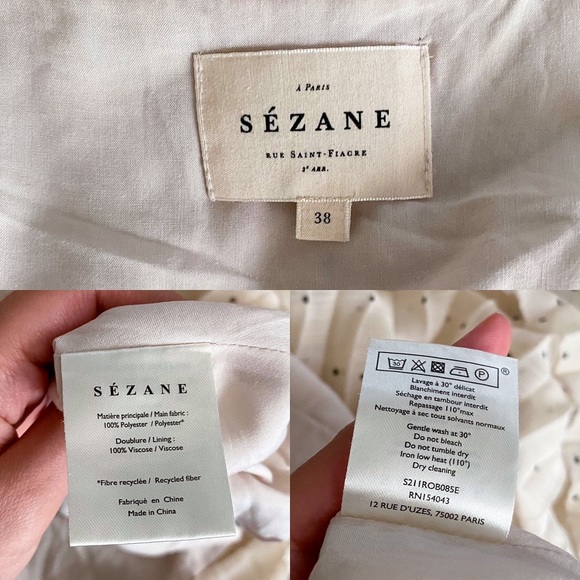 À PARIS
SÉZANE
RUE SAINT-FIACRE
2e ARR.
38
SÉZANE
Matière principale / Main fabric :
100% Polyester / Polyester*
Doublure / Lining :
100% Viscose / Viscose
*Fibre recyclée / Recycled fiber
Fabriqué en Chine
Made in China
30
P
®
Lavage à 30° délicat
Blanchiment interdit
Séchage en tambour interdit
Repassage 110°max
Nettoyage à sec tous solvants normaux
Gentle wash at 30°
Do not bleach
Do not tumble dry
Iron low heat (110°)
Dry cleaning
S211ROB085E
RN154043
12 RUE D'UZES, 75002 PARIS